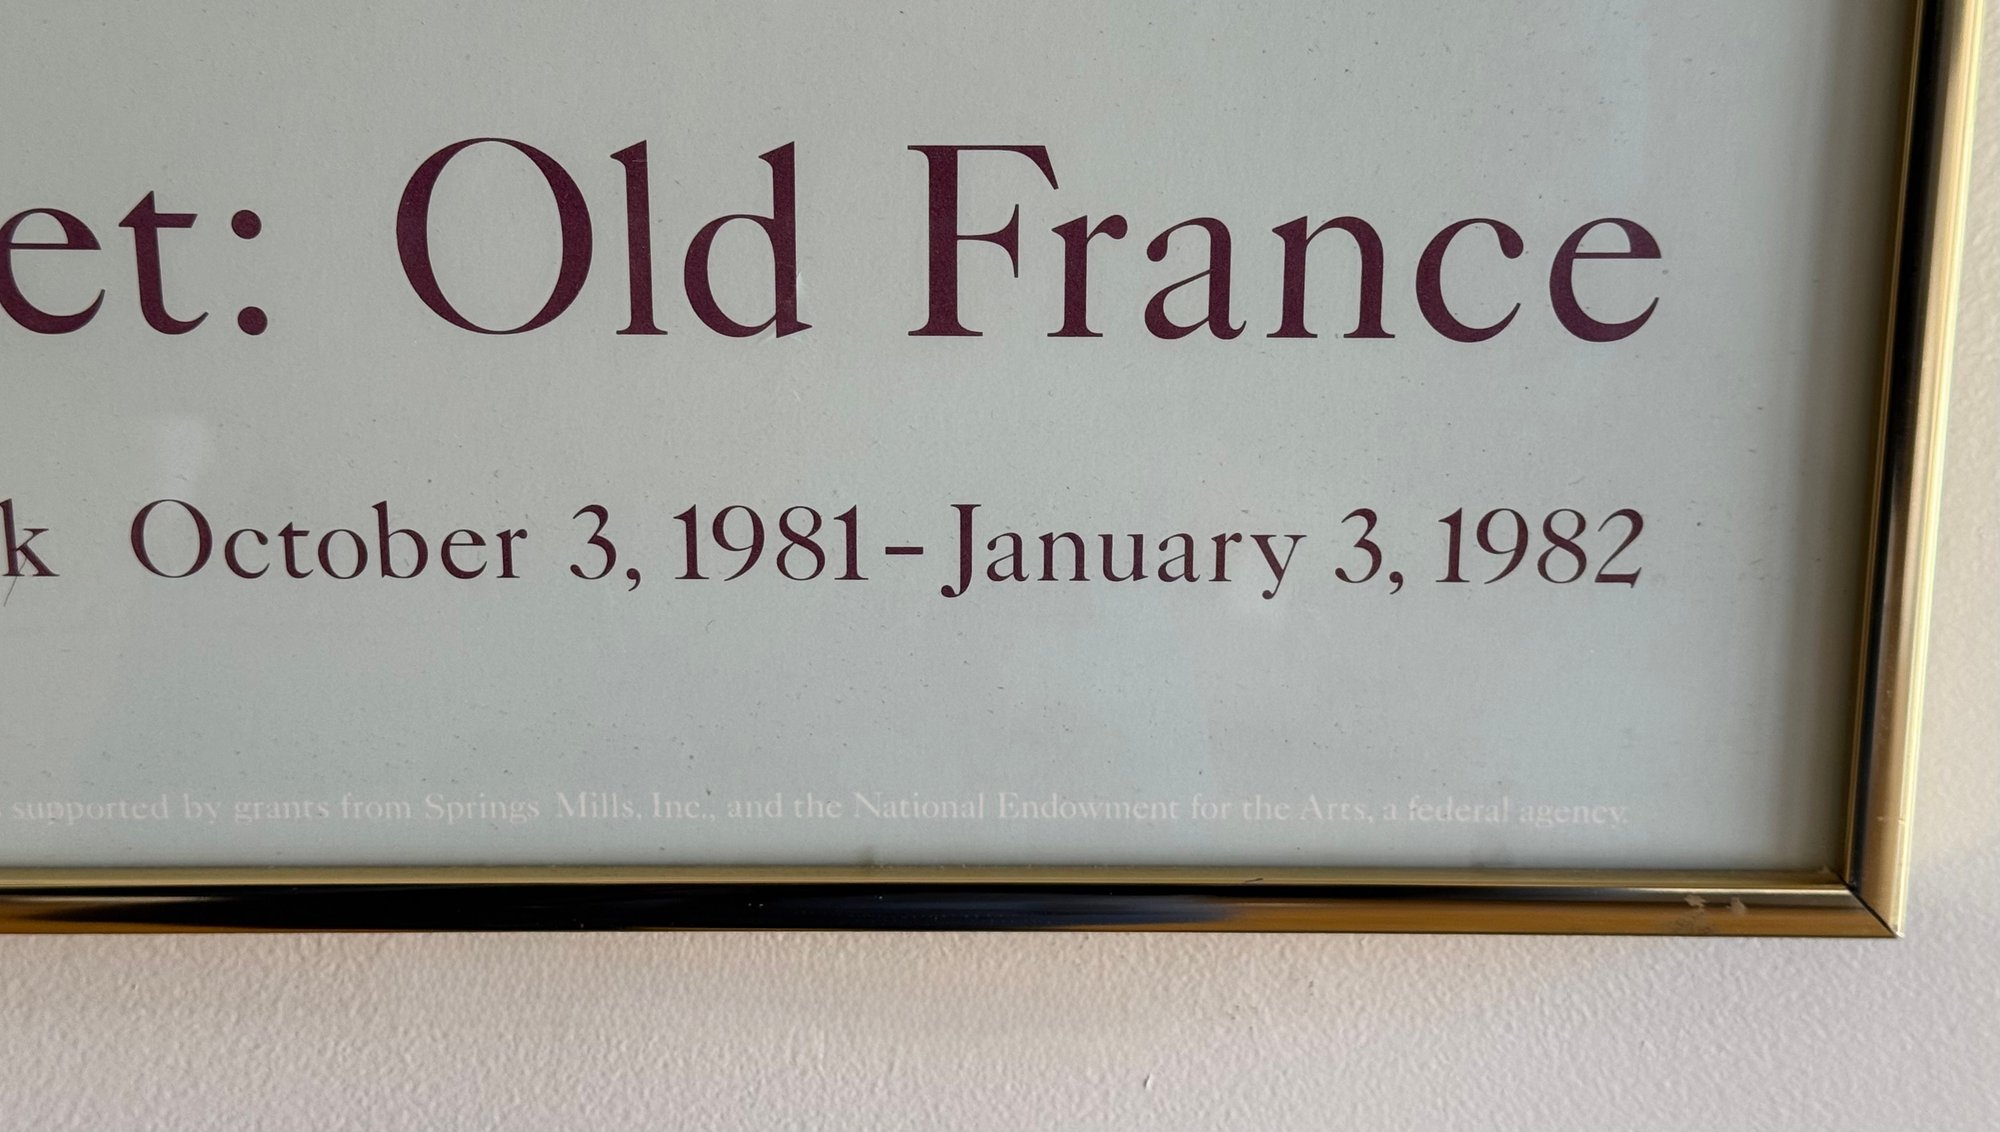 et: Old France
k October 3, 1981–January 3, 1982
supported by grants from Springs Mills, Inc., and the National Endowment for the Arts, a federal agency.